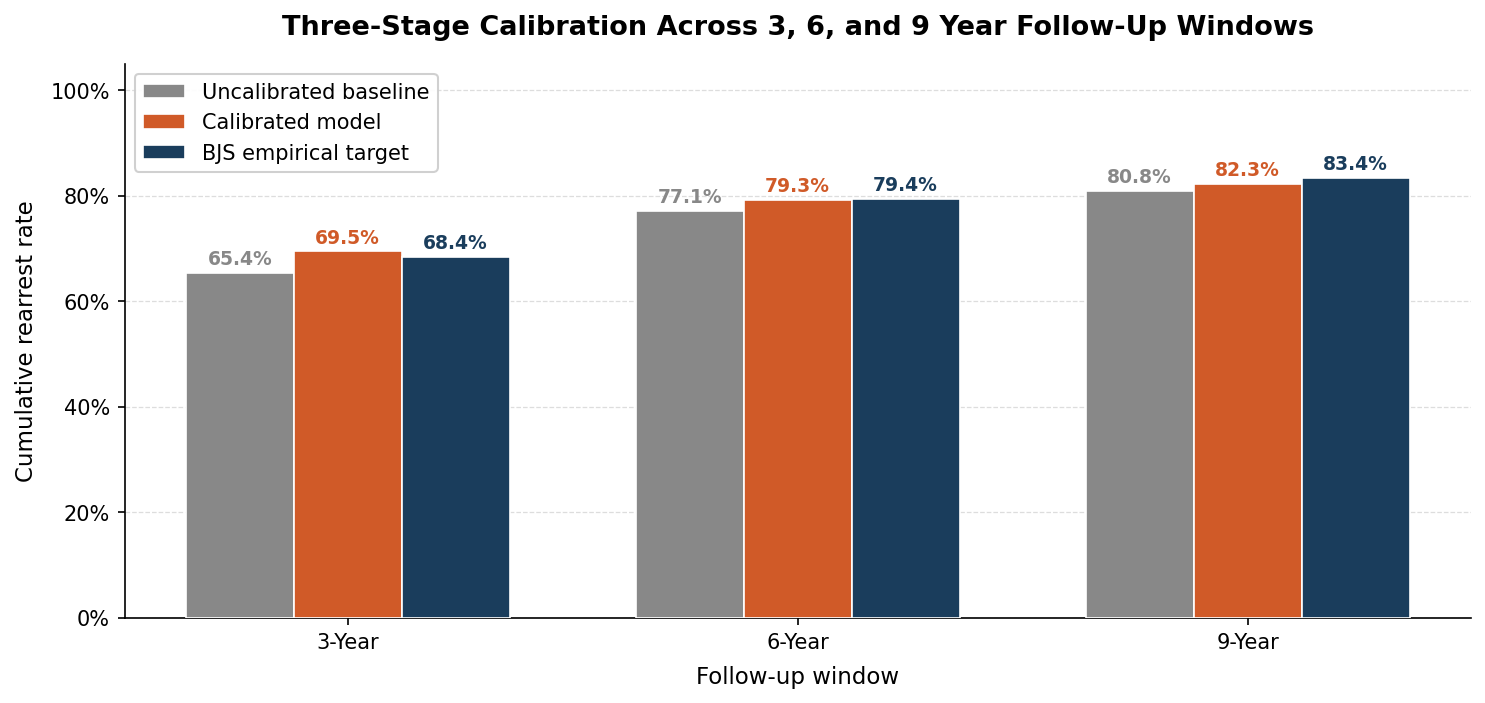 Three-Stage Calibration Across 3, 6, and 9 Year Follow-Up Windows
Uncalibrated baseline
Calibrated model
BJS empirical target
Cumulative rearrest rate
100%
80%
60%
40%
20%
0%
65.4%
69.5%
68.4%
77.1%
79.3%
79.4%
80.8%
82.3%
83.4%
3-Year
6-Year
9-Year
Follow-up window